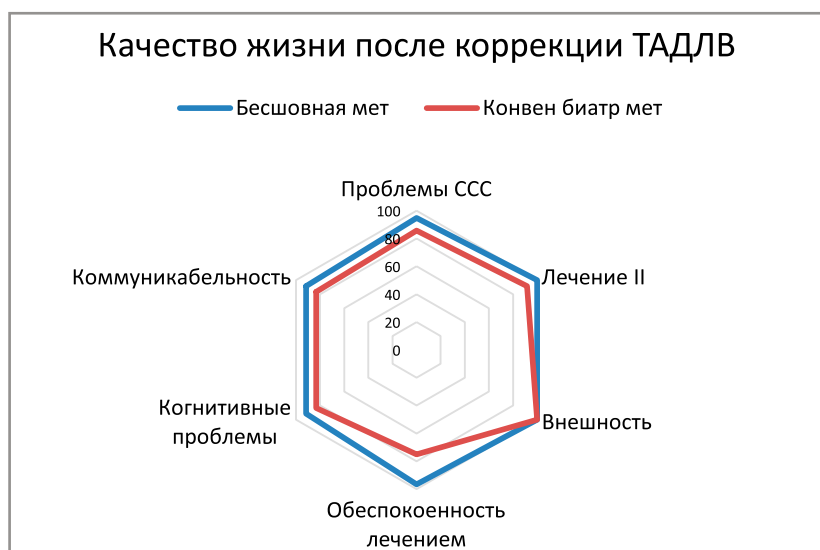 Качество жизни после коррекции ТАДЛВ
Бесшовная мет
Конвен биатр мет
Проблемы ССС
100
80
60
40
20
0
Коммуникабельность
Лечение II
Когнитивные
проблемы
Внешность
Обеспокоенность
лечением